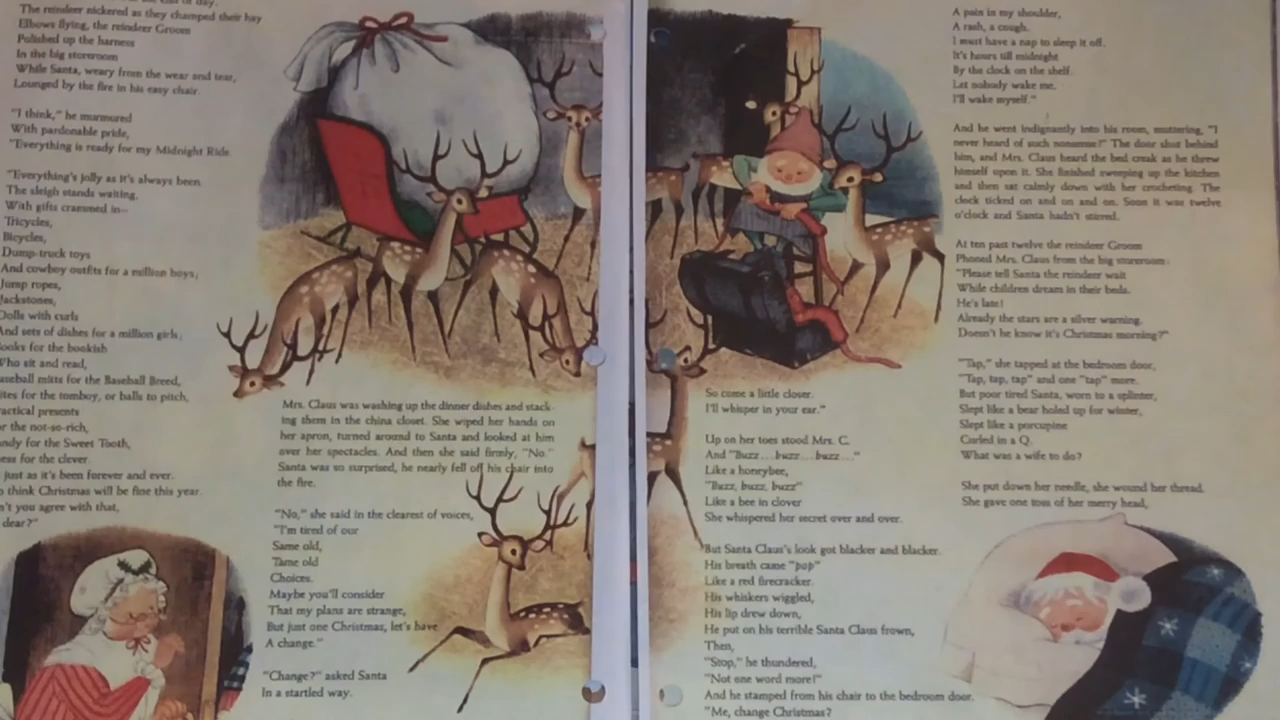 The reindeer nickered as they champed their hay
Elbows flying, the reindeer Groom
Polished up the harness
In the big storeroom
While Santa, weary from the wear and tear,
Lounged by the fire in his easy chair.
"I think," he murmured
With pardonable pride,
"Everything is ready for my Midnight Ride.
"Everything's jolly as it's always been.
The sleigh stands waiting,
With gifts crammed in—
Tricycles,
Bicycles,
Dump-truck toys
And cowboy outfits for a million boys,
Jump ropes,
Jackstones,
Dolls with curls
And sets of dishes for a million girls;
ooks for the bookish
Who sit and read,
aseball mitts for the Baseball Breed,
ites for the tomboy, or balls to pitch,
ractical presents
or the not-so-rich,
ndy for the Sweet Tooth,
ess for the clever.
just as it's been forever and ever.
o think Christmas will be fine this year.
n't you agree with that,
dear?"
Mrs. Claus was washing up the dinner dishes and stack-
ing them in the china closet. She wiped her hands on
her apron, turned around to Santa and looked at him
over her spectacles. And then she said firmly, "No."
Santa was so surprised, he nearly fell off his chair into
the fire.
"No," she said in the clearest of voices,
"I'm tired of our
Same old,
Tame old
Choices.
Maybe you'll consider
That my plans are strange,
But just one Christmas, let's have
A change."
"Change?" asked Santa
In a startled way.
So come a little closer.
I'll whisper in your ear."
Up on her toes stood Mrs. C.
And "Buzz...buzz...buzz..."
Like a honeybee,
"Buzz, buzz, buzz"
Like a bee in clover
She whispered her secret over and over.
But Santa Claus's look got blacker and blacker.
His breath came "pop"
Like a red firecracker.
His whiskers wiggled,
His lip drew down,
He put on his terrible Santa Claus frown,
Then,
"Stop," he thundered,
"Not one word more!"
And he stamped from his chair to the bedroom door.
"Me, change Christmas?
A pain in my shoulder,
A rash, a cough.
I must have a nap to sleep it off.
It's hours till midnight
By the clock on the shelf.
Let nobody wake me,
I'll wake myself."
And he went indignantly into his room, muttering, "I
never heard of such nonsense!" The door shut behind
him, and Mrs. Claus heard the bed creak as he threw
himself upon it. She finished sweeping up the kitchen
and then sat calmly down with her crocheting. The
clock ticked on and on and on. Soon it was twelve
o'clock and Santa hadn't stirred.
At ten past twelve the reindeer Groom
Phoned Mrs. Claus from the big storeroom:
"Please tell Santa the reindeer wait
While children dream in their beds.
He's late!
Already the stars are a silver warning.
Doesn't he know it's Christmas morning?"
"Tap," she tapped at the bedroom door,
"Tap, tap, tap" and one "tap" more.
But poor tired Santa, worn to a splinter,
Slept like a bear holed up for winter,
Slept like a porcupine
Curled in a Q.
What was a wife to do?
She put down her needle, she wound her thread.
She gave one toss of her merry head,